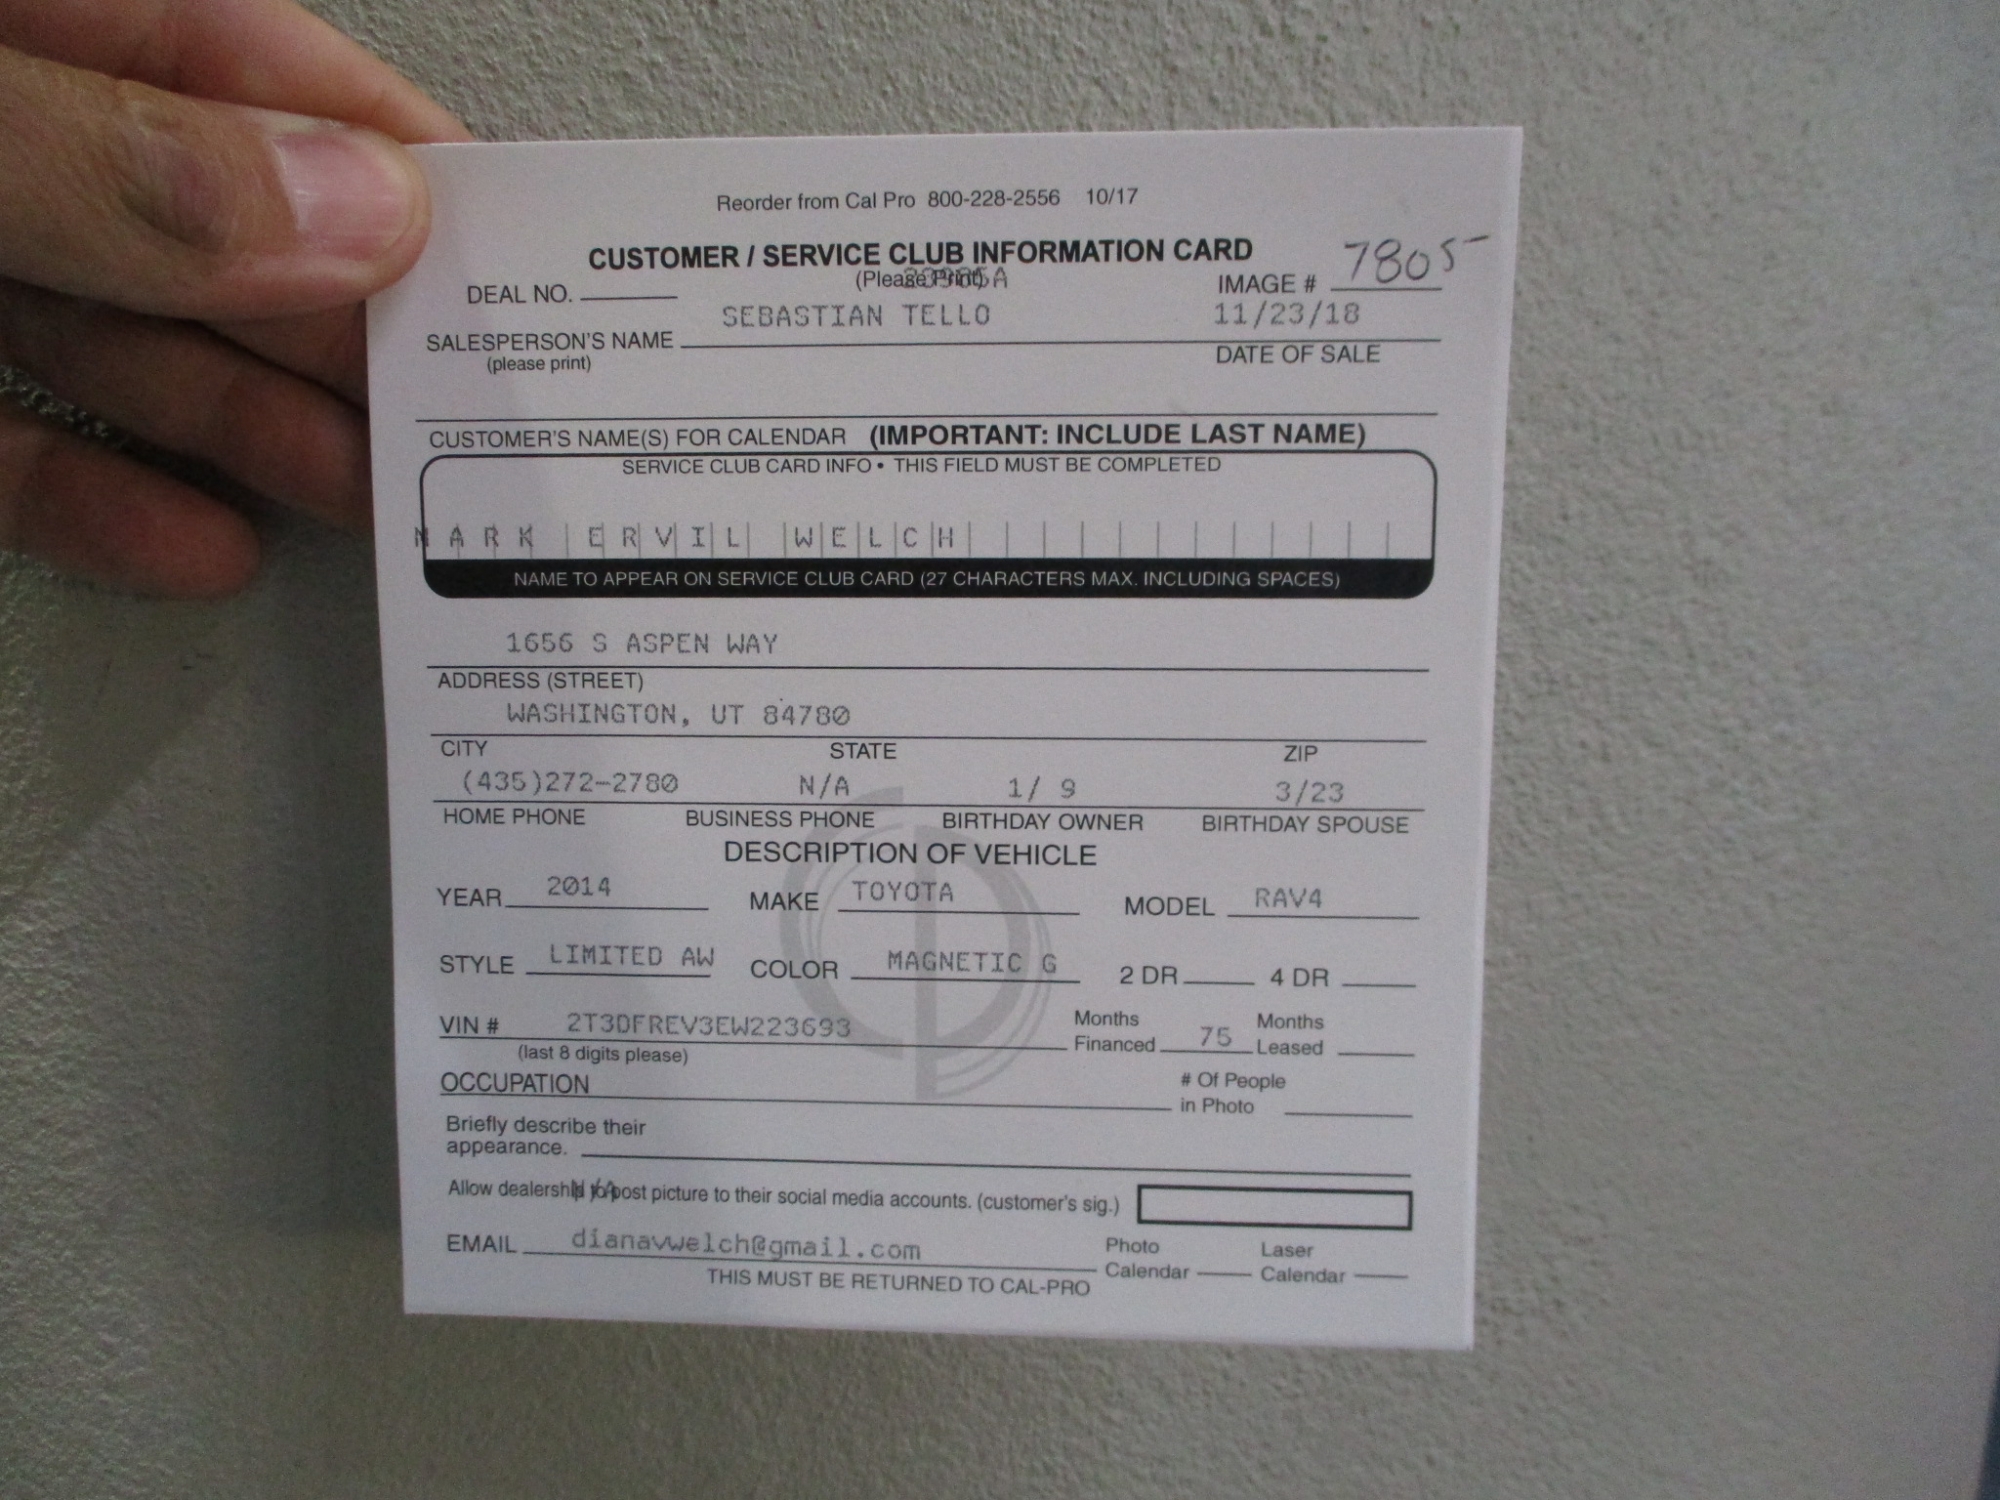 Reorder from Cal Pro 800-228-2556 10/17
CUSTOMER / SERVICE CLUB INFORMATION CARD
(Please Print)
DEAL NO. IMAGE # 7805
SEBASTIAN TELLO 11/23/18
SALESPERSON'S NAME DATE OF SALE
(please print)
CUSTOMER'S NAME(S) FOR CALENDAR (IMPORTANT: INCLUDE LAST NAME)
SERVICE CLUB CARD INFO • THIS FIELD MUST BE COMPLETED
MARK ERVIL WELCH
NAME TO APPEAR ON SERVICE CLUB CARD (27 CHARACTERS MAX. INCLUDING SPACES)
1656 S ASPEN WAY
ADDRESS (STREET)
WASHINGTON, UT 84780
CITY STATE ZIP
(435)272-2780 N/A 1/ 9 3/23
HOME PHONE BUSINESS PHONE BIRTHDAY OWNER BIRTHDAY SPOUSE
DESCRIPTION OF VEHICLE
YEAR 2014 MAKE TOYOTA MODEL RAV4
STYLE LIMITED AW COLOR MAGNETIC G 2 DR 4 DR
VIN # 2T3DFREV3EW223693 Months Financed 75 Months Leased
(last 8 digits please)
OCCUPATION # Of People in Photo
Briefly describe their
appearance.
Allow dealership to post picture to their social media accounts. (customer's sig.)
N/A
EMAIL dianavwelch@gmail.com Photo Calendar Laser Calendar
THIS MUST BE RETURNED TO CAL-PRO